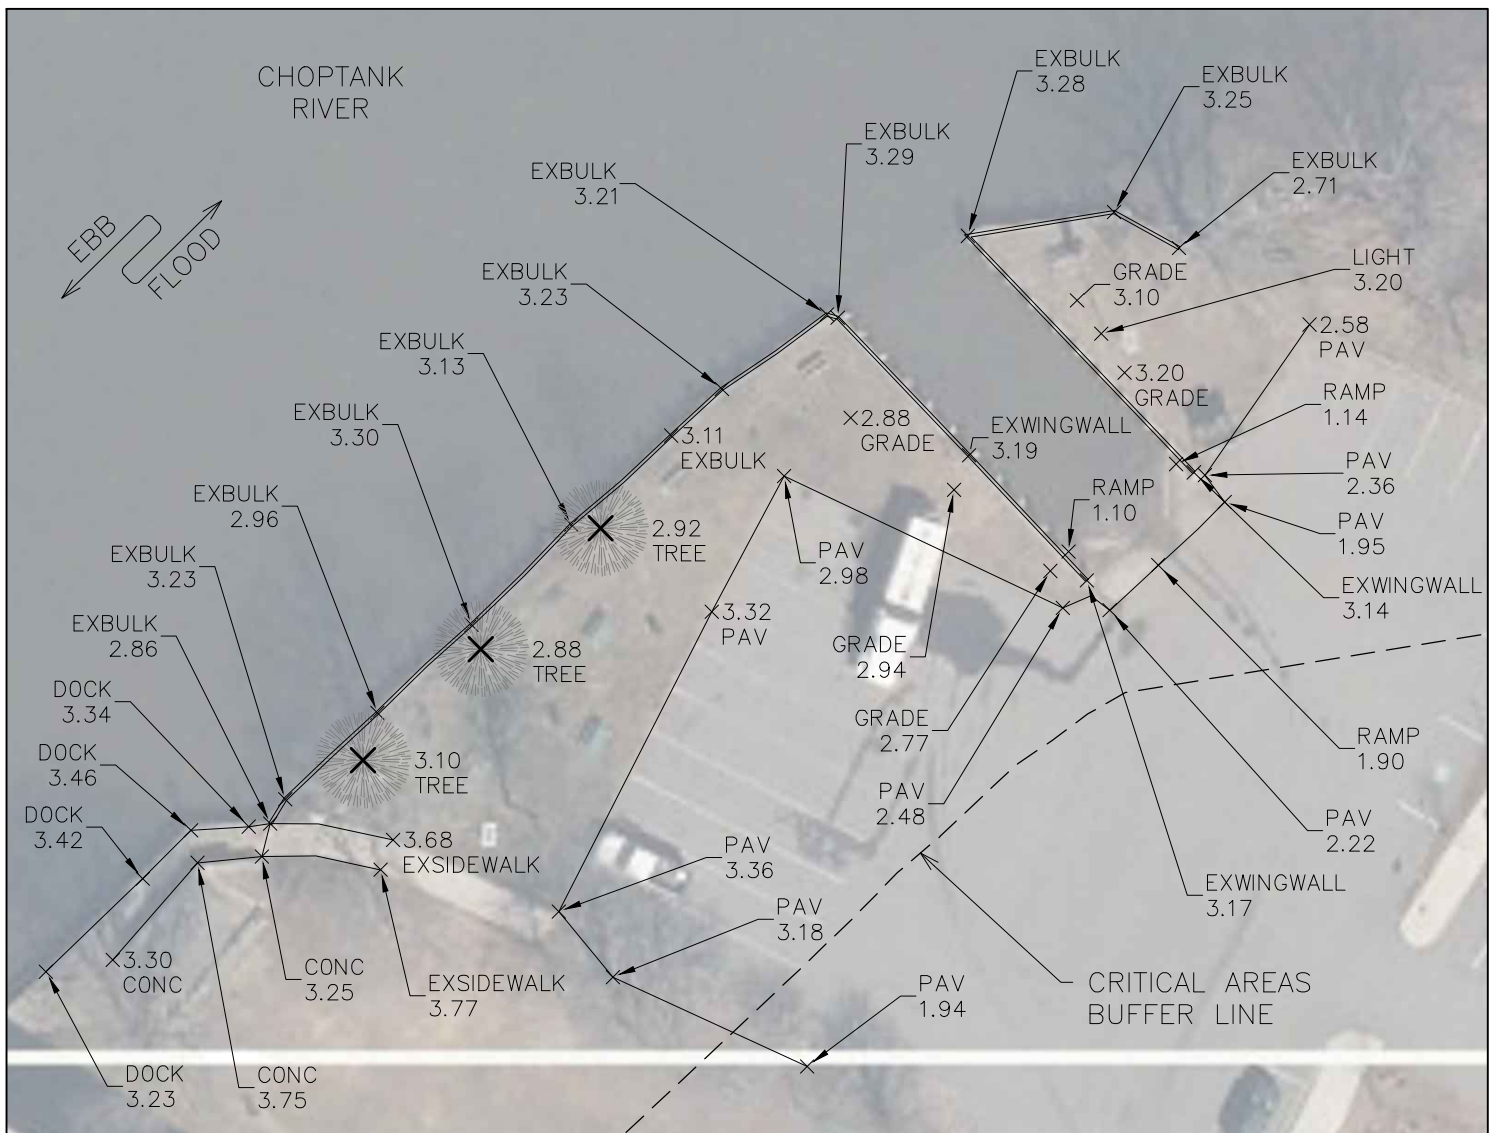 CHOPTANK
RIVER
EBB
FLOOD
EXBULK
3.28
EXBULK
3.25
EXBULK
3.29
EXBULK
2.71
EXBULK
3.21
EXBULK
3.23
GRADE
3.10
LIGHT
3.20
EXBULK
3.13
2.58
PAV
3.20
GRADE
RAMP
1.14
EXBULK
3.30
2.88
GRADE
3.11
EXBULK
EXWINGWALL
3.19
PAV
2.36
EXBULK
2.96
RAMP
1.10
2.92
TREE
PAV
2.98
PAV
1.95
EXBULK
3.23
EXWINGWALL
3.14
3.32
PAV
EXBULK
2.86
2.88
TREE
GRADE
2.94
DOCK
3.34
GRADE
2.77
RAMP
1.90
DOCK
3.46
3.10
TREE
PAV
2.48
DOCK
3.42
PAV
2.22
3.68
EXSIDEWALK
PAV
3.36
EXWINGWALL
3.17
PAV
3.18
3.30
CONC
CONC
3.25
EXSIDEWALK
3.77
PAV
1.94
CRITICAL AREAS
BUFFER LINE
DOCK
3.23
CONC
3.75